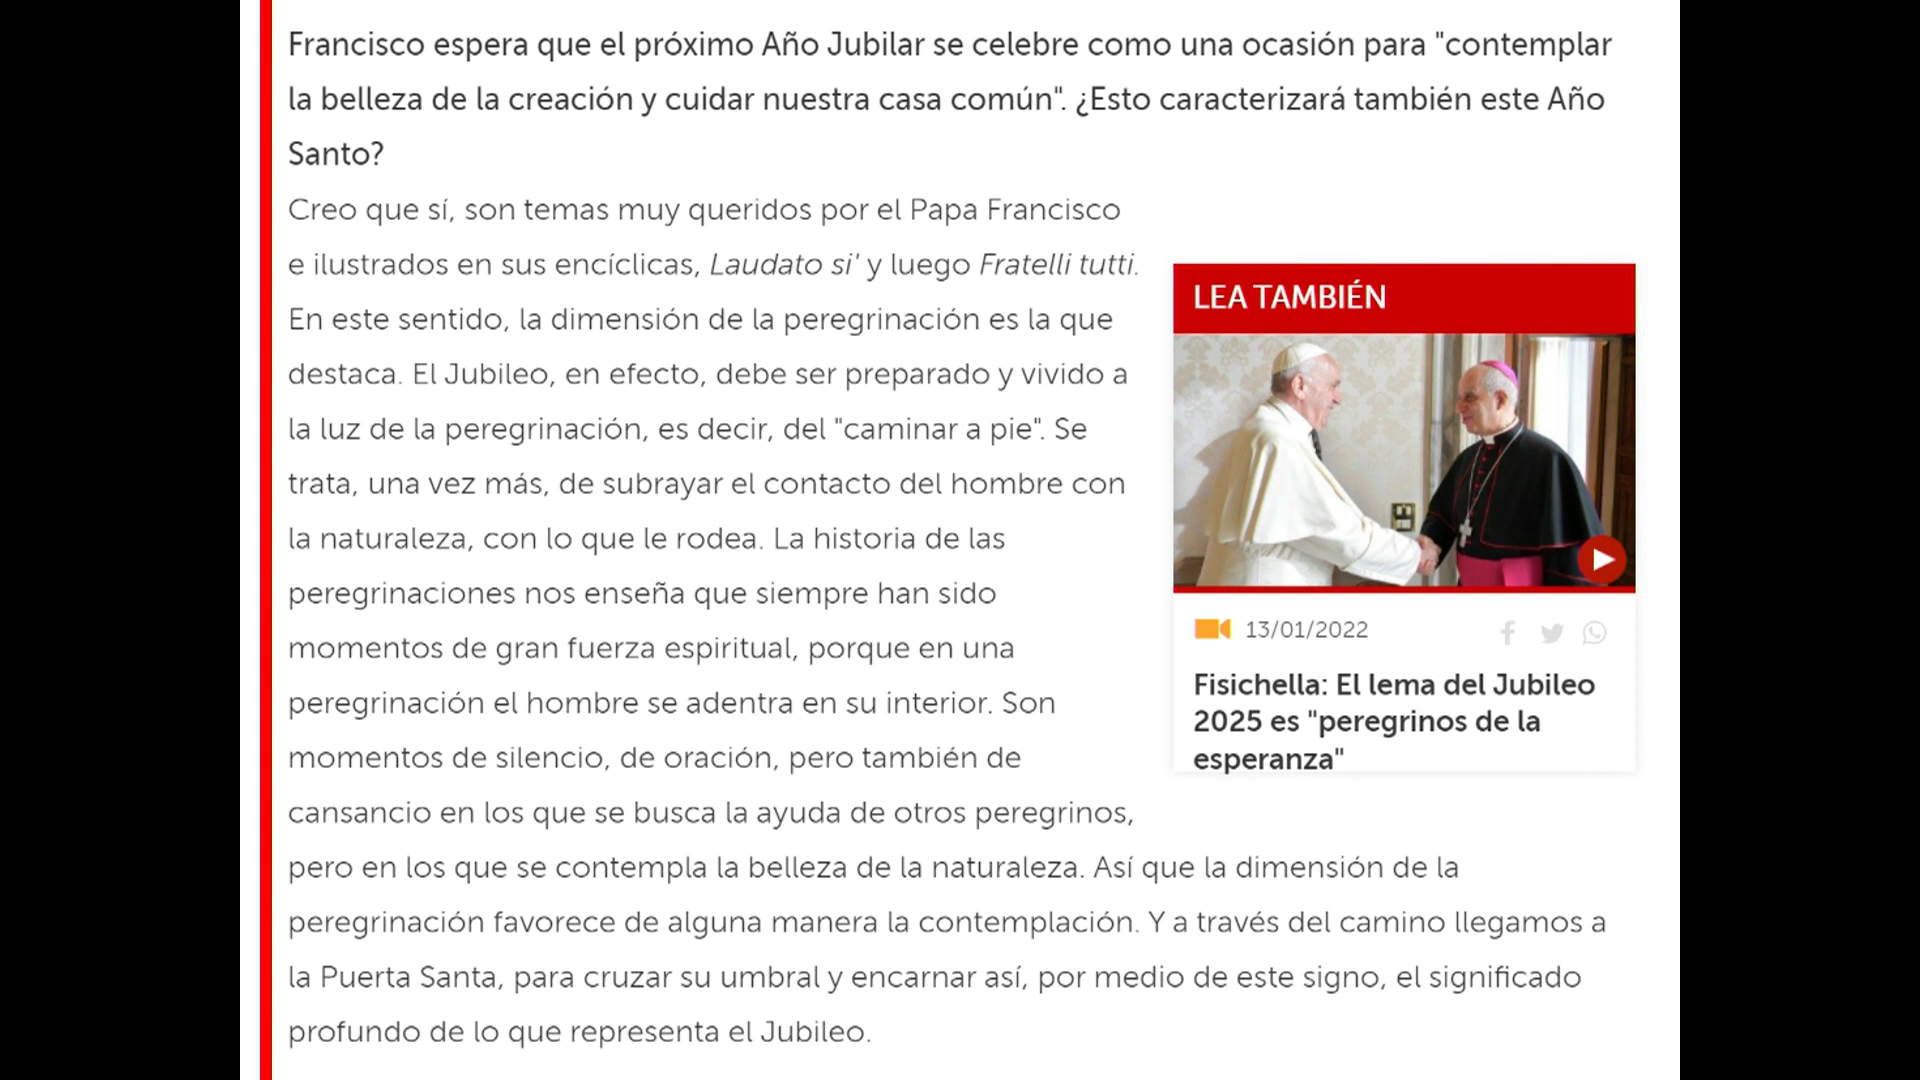 Francisco espera que el próximo Año Jubilar se celebre como una ocasión para "contemplar
la belleza de la creación y cuidar nuestra casa común". ¿Esto caracterizará también este Año
Santo?
Creo que sí, son temas muy queridos por el Papa Francisco
e ilustrados en sus encíclicas, Laudato si' y luego Fratelli tutti.
En este sentido, la dimensión de la peregrinación es la que
destaca. El Jubileo, en efecto, debe ser preparado y vivido a
la luz de la peregrinación, es decir, del "caminar a pie". Se
trata, una vez más, de subrayar el contacto del hombre con
la naturaleza, con lo que le rodea. La historia de las
peregrinaciones nos enseña que siempre han sido
momentos de gran fuerza espiritual, porque en una
peregrinación el hombre se adentra en su interior. Son
momentos de silencio, de oración, pero también de
cansancio en los que se busca la ayuda de otros peregrinos,
pero en los que se contempla la belleza de la naturaleza. Así que la dimensión de la
peregrinación favorece de alguna manera la contemplación. Y a través del camino llegamos a
la Puerta Santa, para cruzar su umbral y encarnar así, por medio de este signo, el significado
profundo de lo que representa el Jubileo.
LEA TAMBIÉN
13/01/2022
Fisichella: El lema del Jubileo
2025 es "peregrinos de la
esperanza"